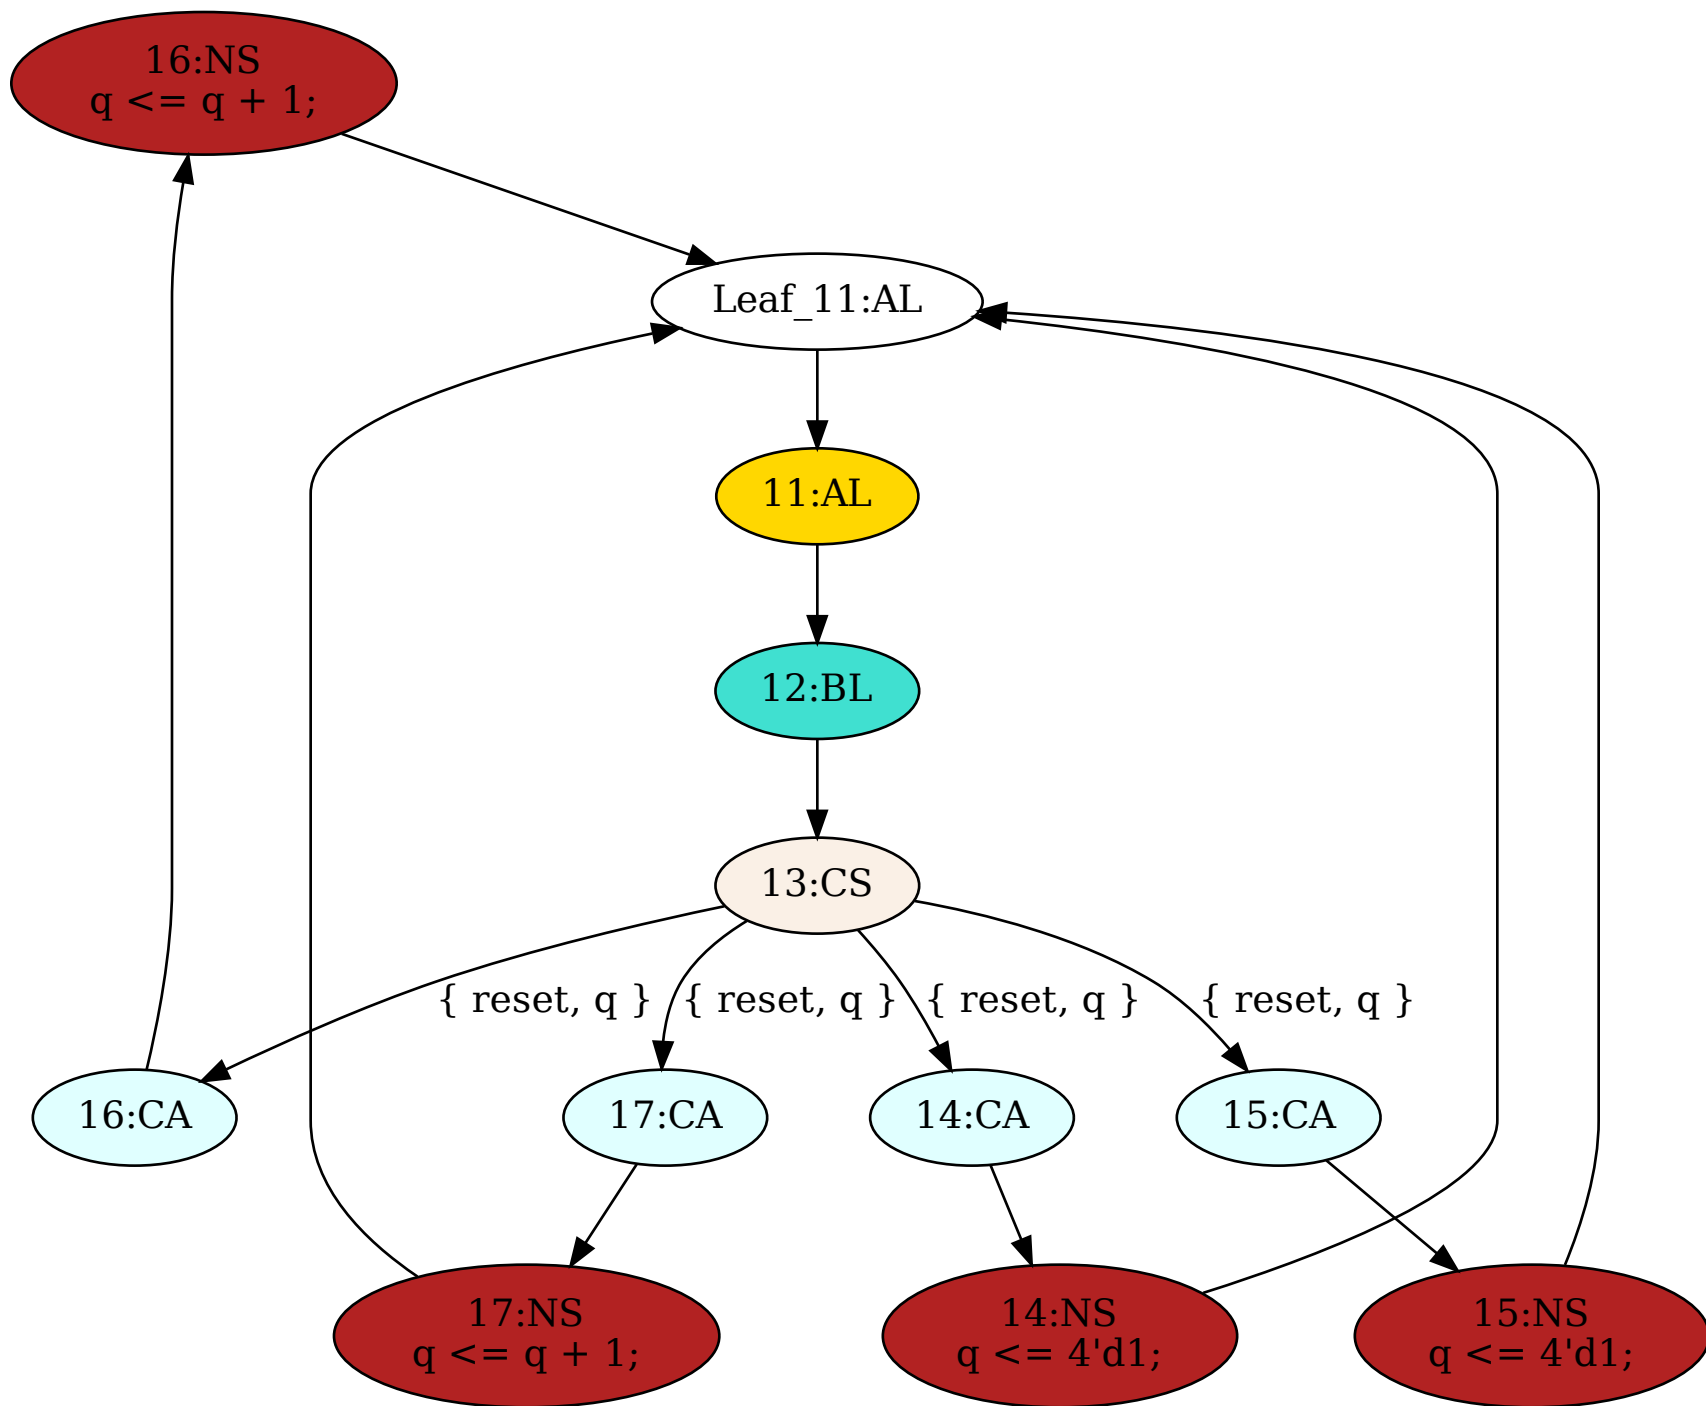 16:NS
q <= q + 1;
Leaf_11:AL
11:AL
12:BL
13:CS
{ reset, q }
{ reset, q }
{ reset, q }
{ reset, q }
16:CA
17:CA
14:CA
15:CA
17:NS
q <= q + 1;
14:NS
q <= 4'd1;
15:NS
q <= 4'd1;